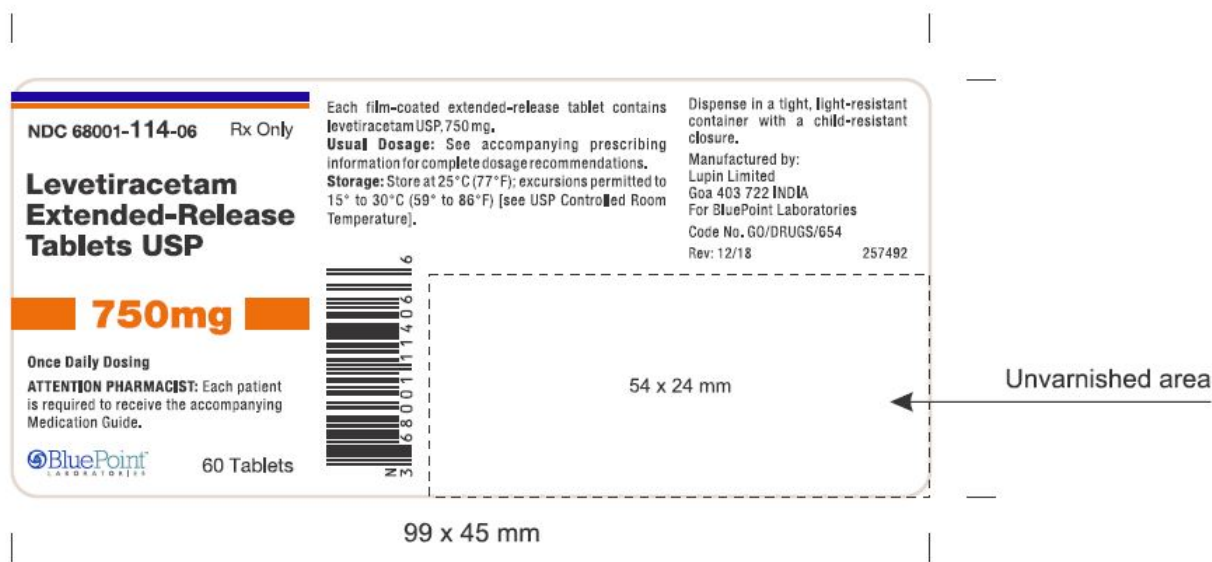 NDC 68001-114-06 Rx Only
Levetiracetam
Extended-Release
Tablets USP
750mg
Once Daily Dosing
ATTENTION PHARMACIST: Each patient
is required to receive the accompanying
Medication Guide.
BluePoint™
LABORATORIES
60 Tablets
Each film-coated extended-release tablet contains
levetiracetam USP, 750 mg.
Usual Dosage: See accompanying prescribing
information for complete dosage recommendations.
Storage: Store at 25°C (77°F); excursions permitted to
15° to 30°C (59° to 86°F) [see USP Controlled Room
Temperature].
N
3 68001 11406 6
Dispense in a tight, light-resistant
container with a child-resistant
closure.
Manufactured by:
Lupin Limited
Goa 403 722 INDIA
For BluePoint Laboratories
Code No. GO/DRUGS/654
Rev: 12/18 257492
54 x 24 mm
Unvarnished area
99 x 45 mm